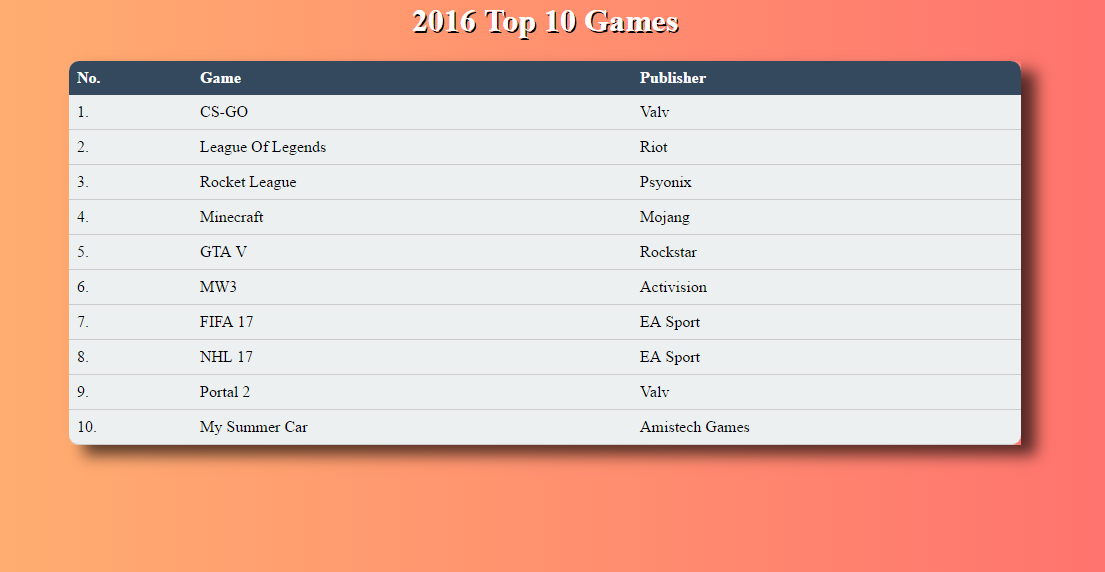 2016 Top 10 Games
No. Game Publisher
1. CS-GO Valv
2. League Of Legends Riot
3. Rocket League Psyonix
4. Minecraft Mojang
5. GTA V Rockstar
6. MW3 Activision
7. FIFA 17 EA Sport
8. NHL 17 EA Sport
9. Portal 2 Valv
10. My Summer Car Amistech Games